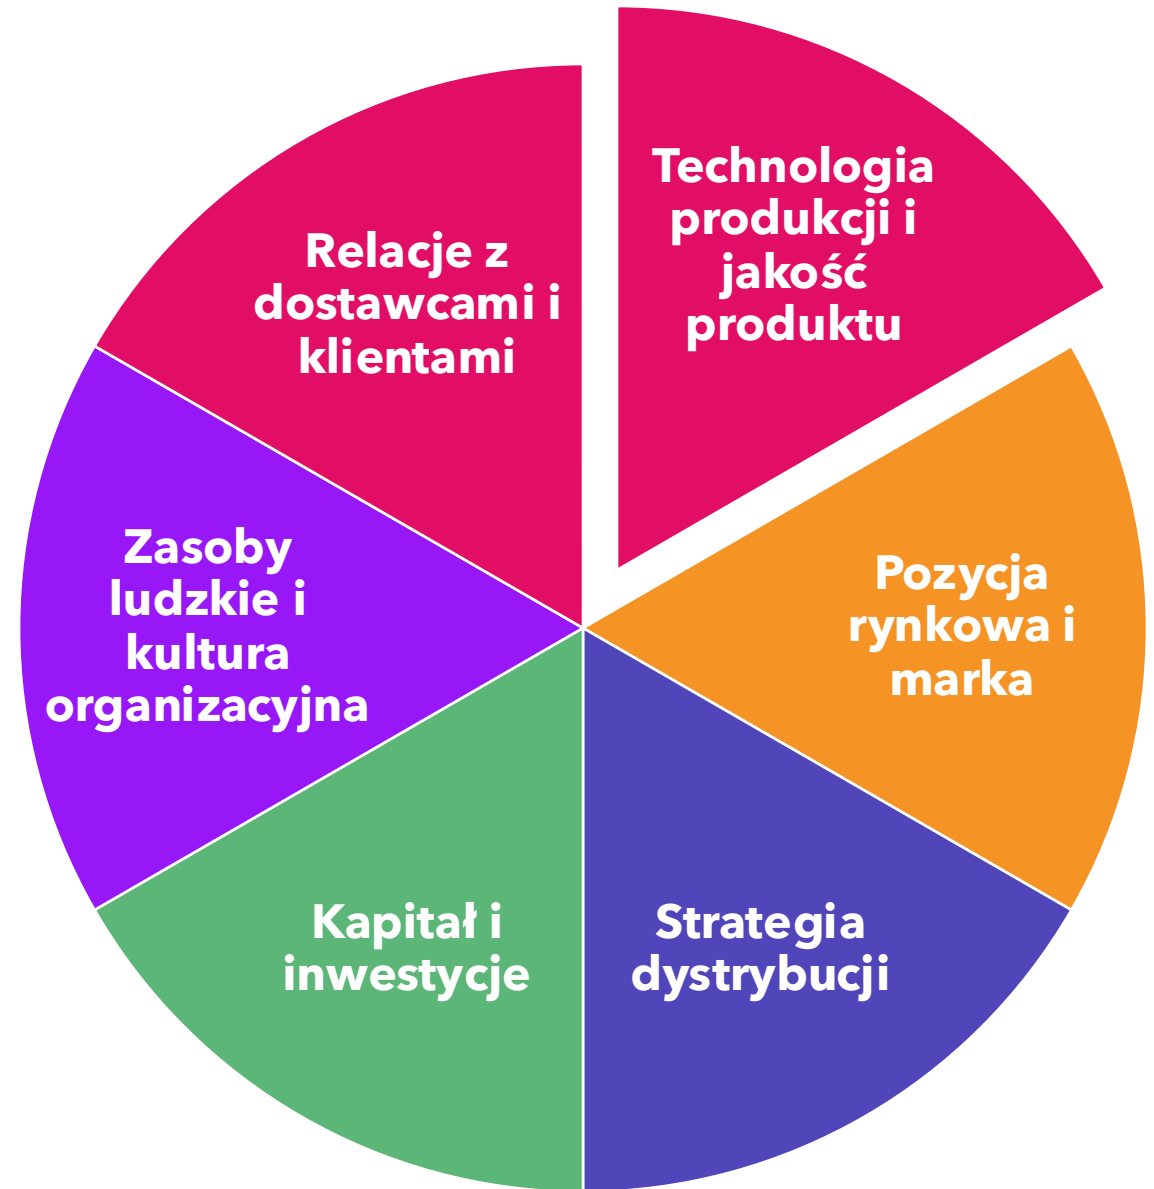 Technologia
produkcji i
jakość
produktu
Pozycja
rynkowa i
marka
Strategia
dystrybucji
Kapitał i
inwestycje
Zasoby
ludzkie i
kultura
organizacyjna
Relacje z
dostawcami i
klientami